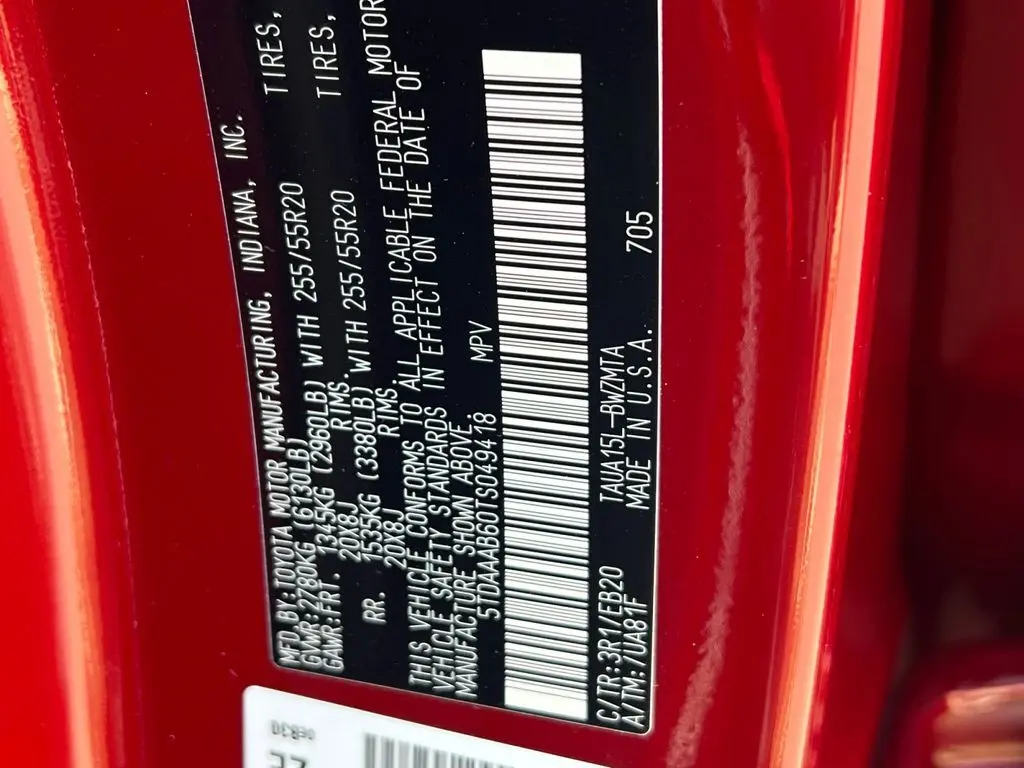 MFD.BY:TOYOTA MOTOR MANUFACTURING, INDIANA, INC.
GVWR:2780KG (6130LB)
GAWR:FRT. 1345KG (2960LB) WITH 255/55R20 TIRES,
20X8J RIMS.
RR. 1535KG (3380LB) WITH 255/55R20 TIRES,
20X8J RIMS.
THIS VEHICLE CONFORMS TO ALL APPLICABLE FEDERAL MOTOR
VEHICLE SAFETY STANDARDS IN EFFECT ON THE DATE OF
MANUFACTURE SHOWN ABOVE.
5TDAAAB60TS049418 MPV
C/TR:3R1/EB20 TAUA15L-BWZMTA
A/TM:70A81F MADE IN U.S.A. 705